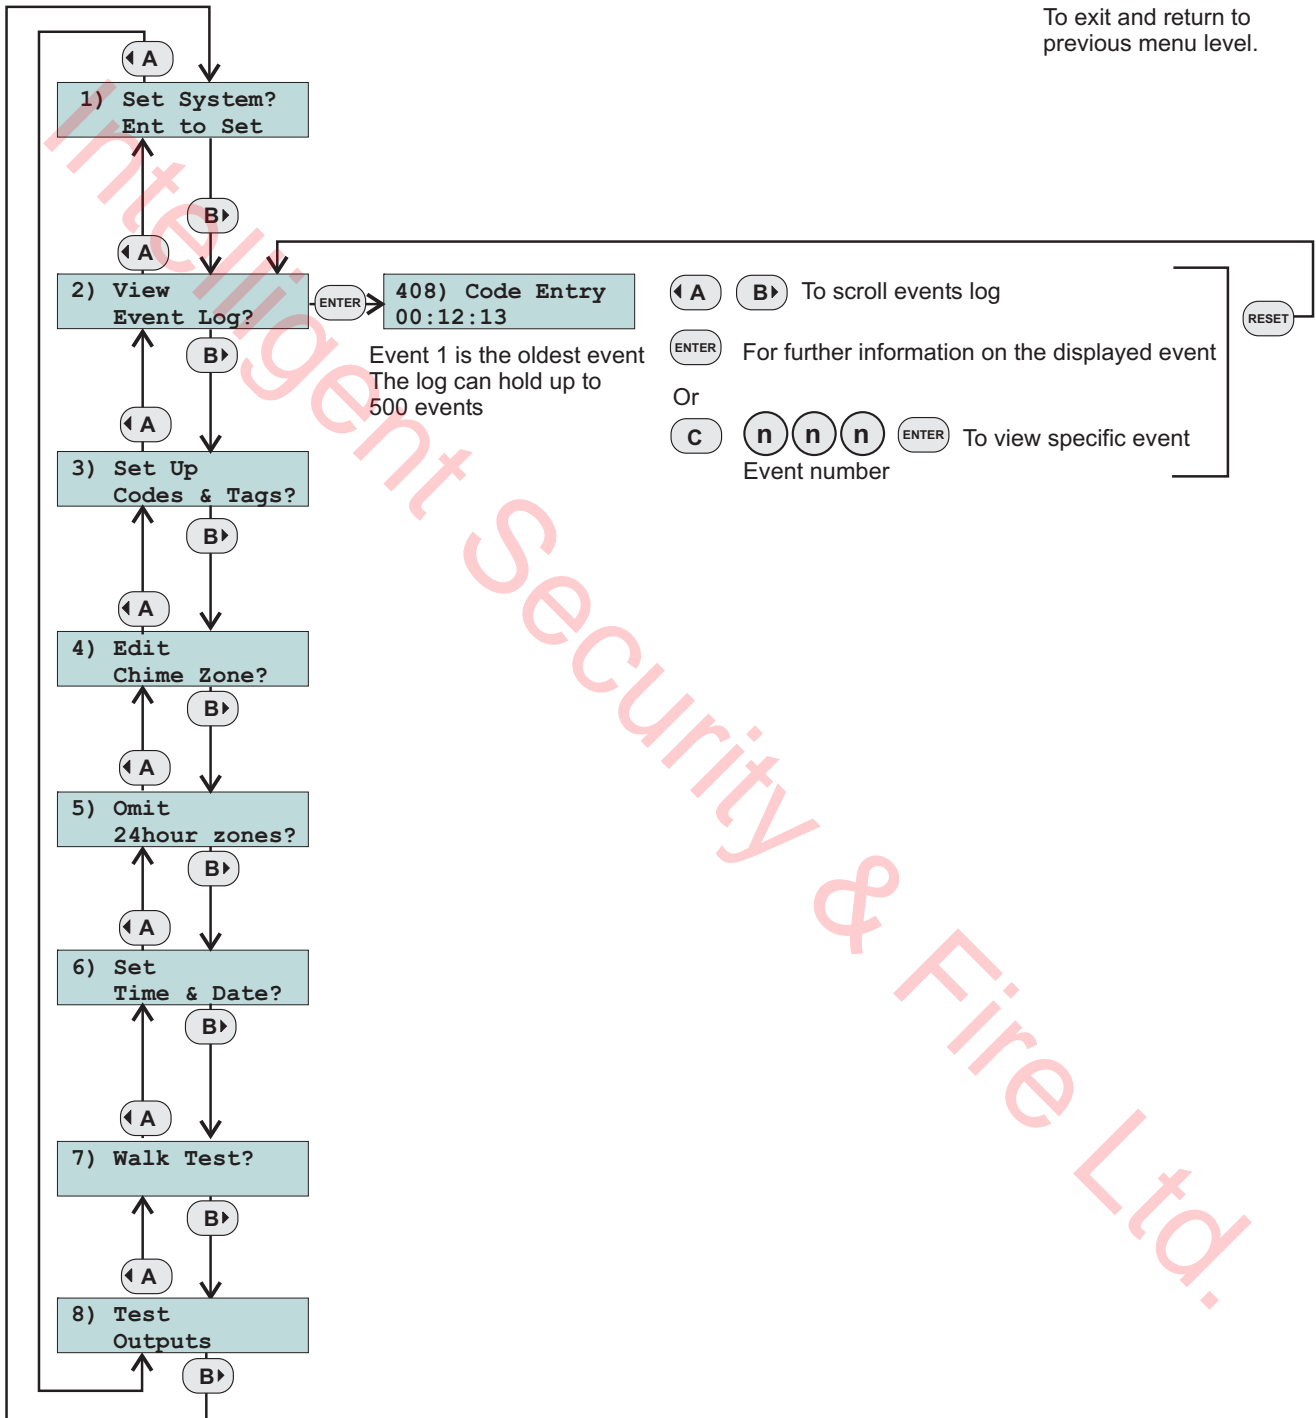 To exit and return to
previous menu level.
A
1) Set System?
Ent to Set
B
A
2) View
Event Log?
ENTER
408) Code Entry
00:12:13
Event 1 is the oldest event
The log can hold up to
500 events
A B To scroll events log
ENTER For further information on the displayed event
Or
C n n n ENTER To view specific event
Event number
RESET
B
A
3) Set Up
Codes & Tags?
B
A
4) Edit
Chime Zone?
B
A
5) Omit
24hour zones?
B
A
6) Set
Time & Date?
B
A
7) Walk Test?
B
A
8) Test
Outputs
B
Intelligent Security & Fire Ltd.